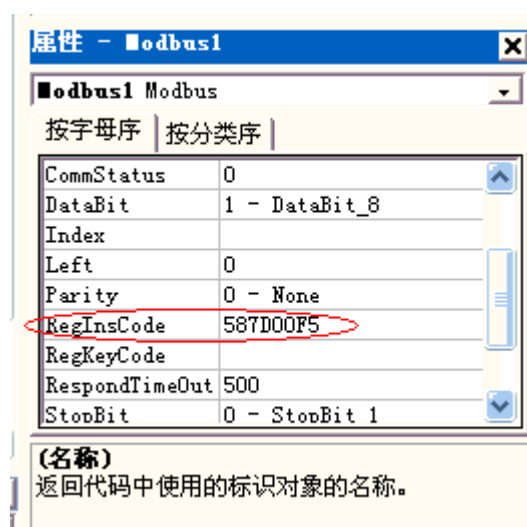 属性 - Modbus1
Modbus1 Modbus
按字母序 按分类序
CommStatus 0
DataBit 1 - DataBit_8
Index
Left 0
Parity 0 - None
RegInsCode 587D00F5
RegKeyCode
RespondTimeOut 500
StopBit 0 - StopBit 1
(名称)
返回代码中使用的标识对象的名称。